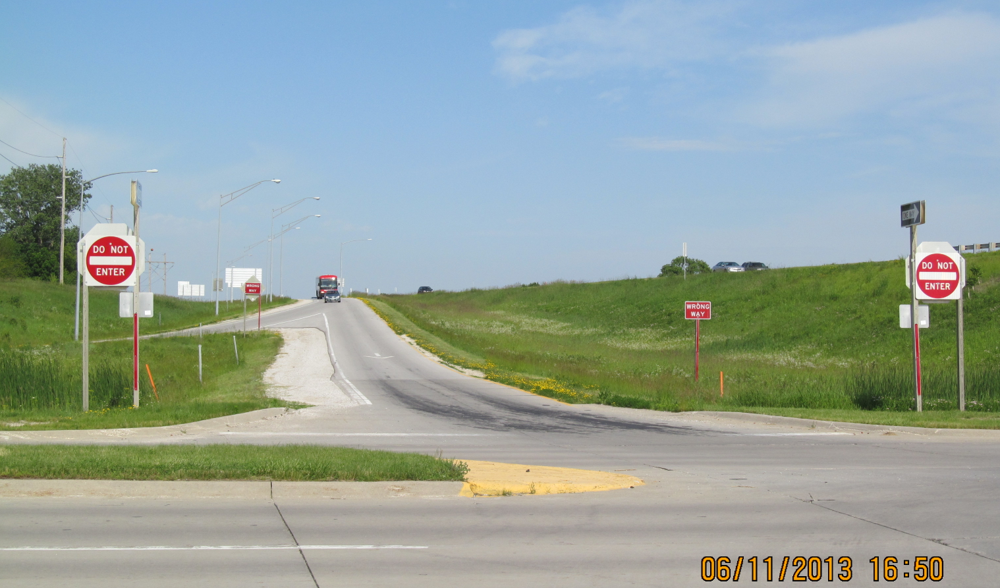 DO NOT
ENTER
WRONG
WAY
WRONG
WAY
ONE WAY
DO NOT
ENTER
06/11/2013 16:50